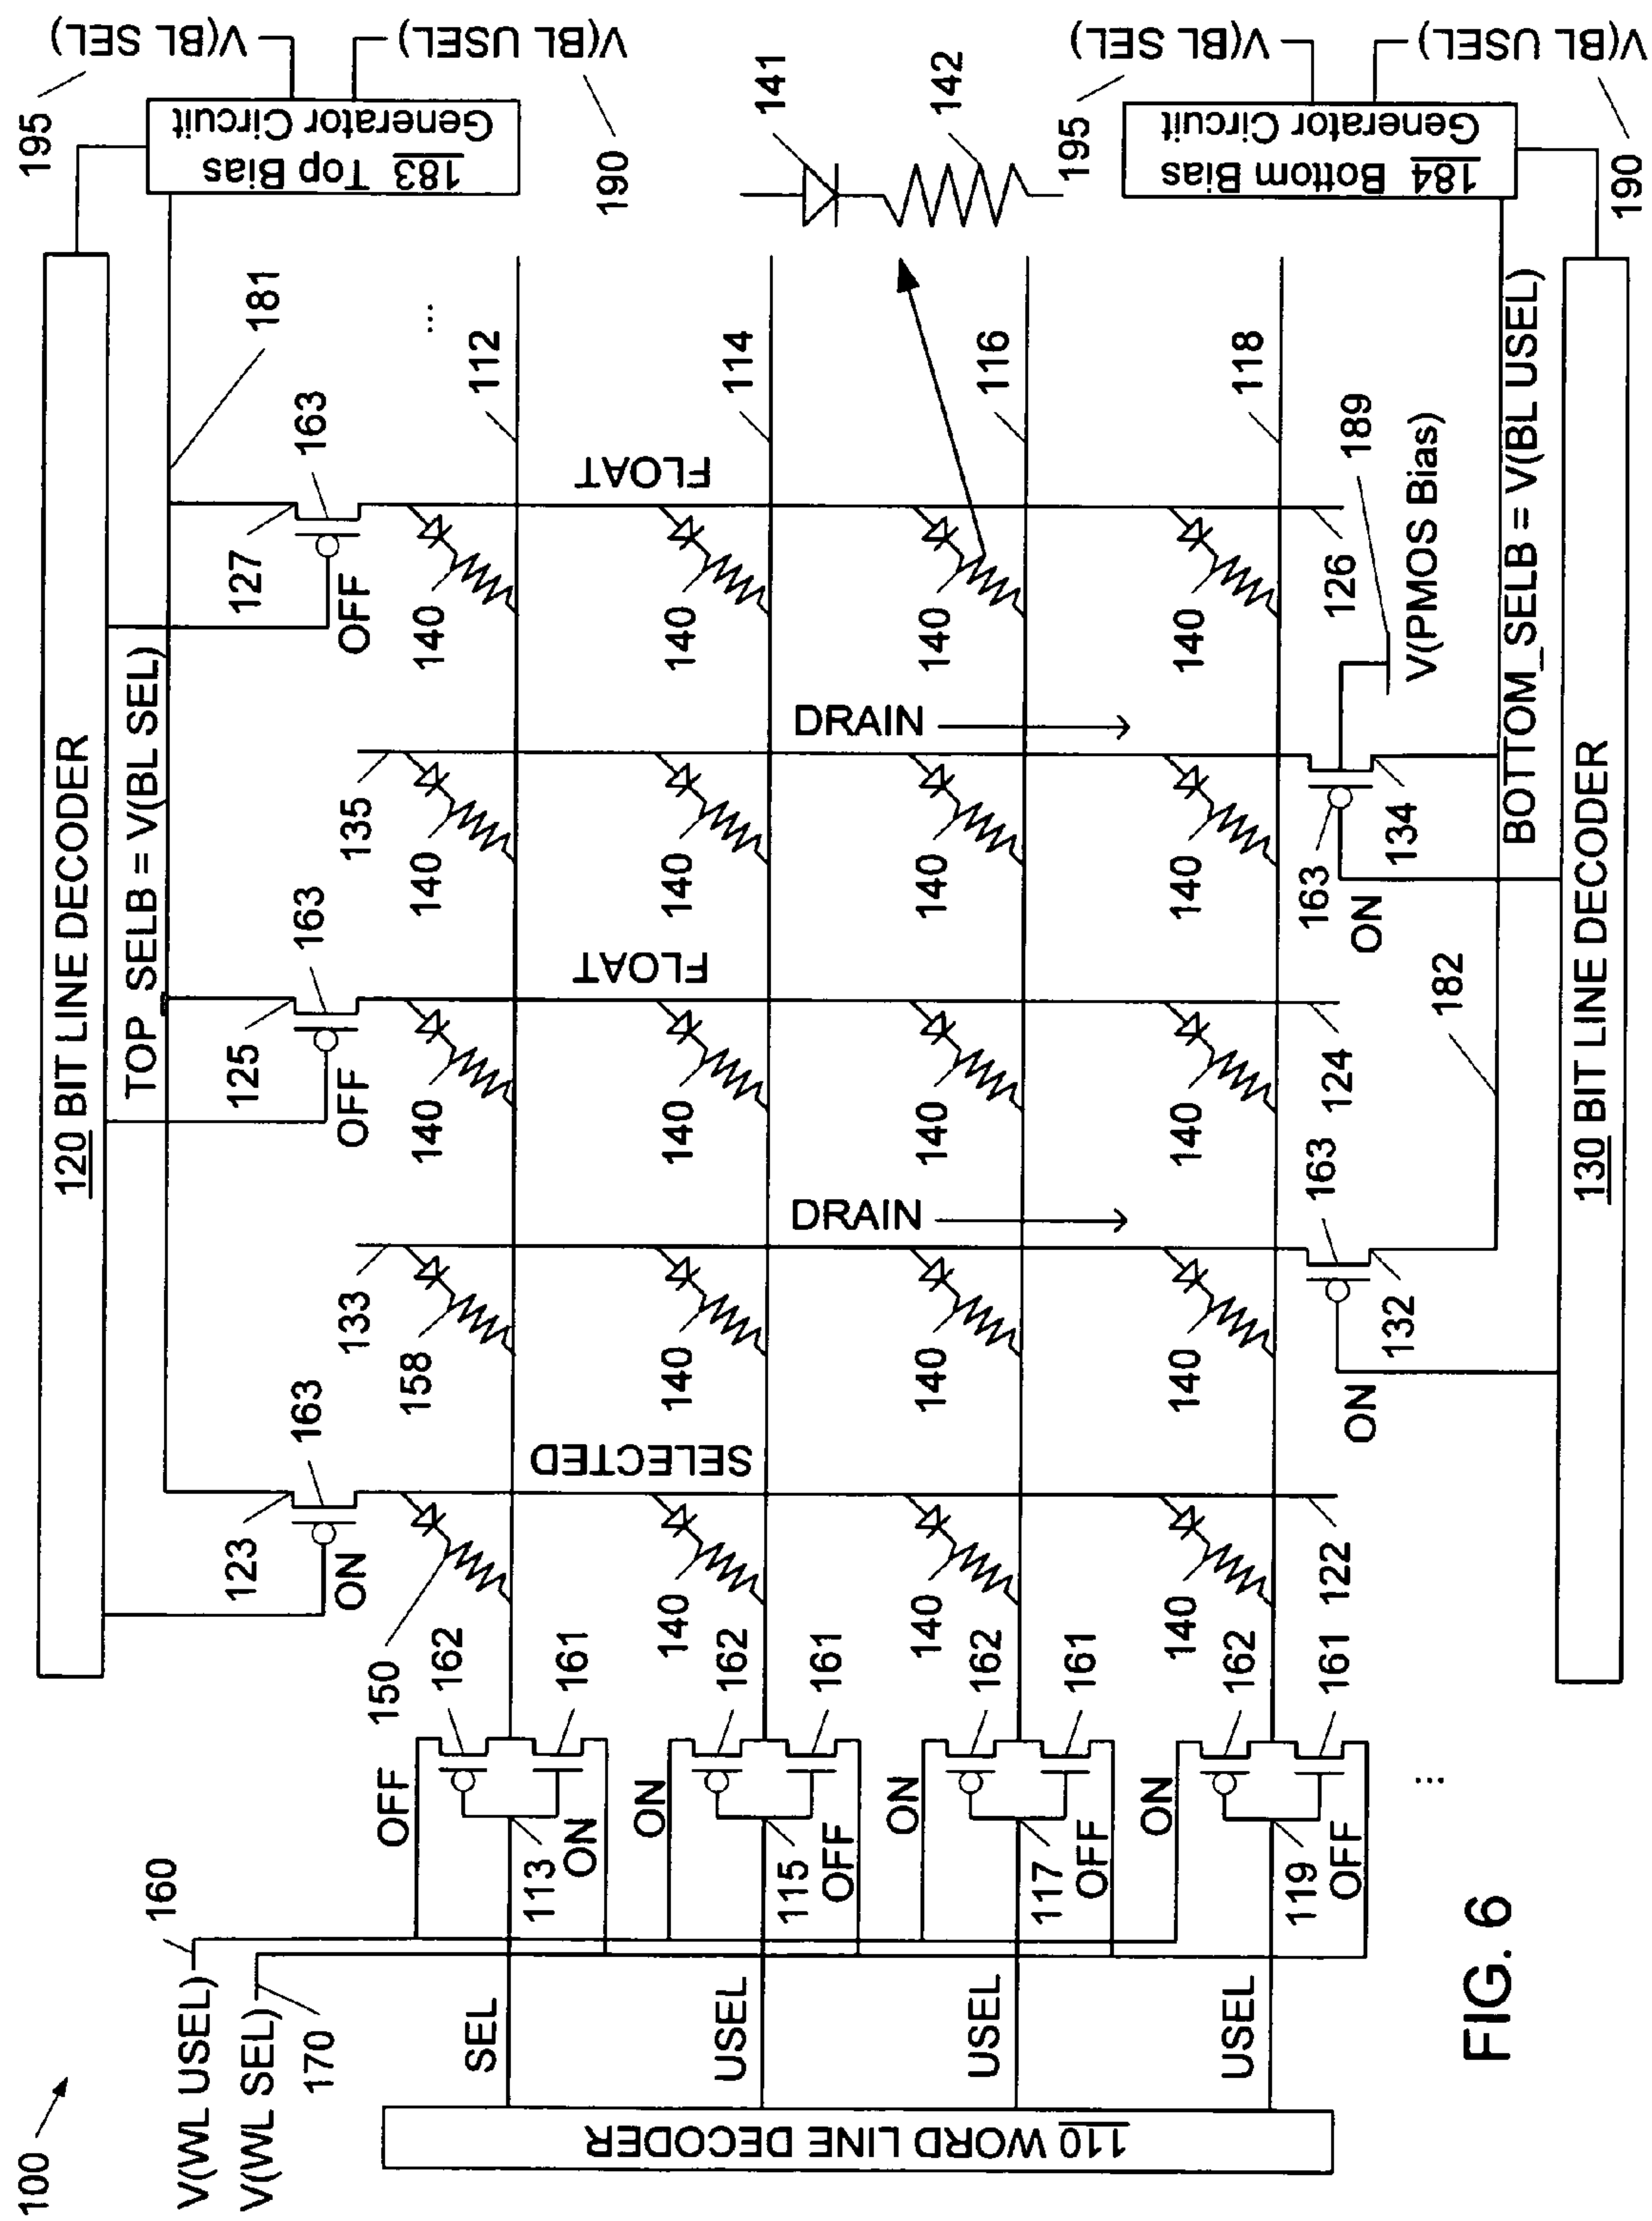 100
V(WL USEL)
160
V(WL SEL)
170
110 WORD LINE DECODER
SEL
USEL
USEL
USEL
OFF
113
ON
ON
115
OFF
ON
117
OFF
ON
119
OFF
150
162
161
140
162
161
140
162
161
140
162
161
120 BIT LINE DECODER
TOP_SELB = V(BL SEL)
123
163
ON
125
163
OFF
127
163
OFF
181
SELECTED
122
133
158
140
140
140
DRAIN
132
163
ON
140
140
140
140
FLOAT
124
182
135
140
140
140
140
DRAIN
134
163
ON
140
140
140
140
FLOAT
126
189
V(PMOS Bias)
BOTTOM_SELB = V(BL USEL)
130 BIT LINE DECODER
...
...
112
114
116
118
141
142
183 Top Bias
Generator Circuit
195
V(BL SEL)
V(BL USEL)
190
184 Bottom Bias
Generator Circuit
195
V(BL SEL)
V(BL USEL)
190
FIG. 6